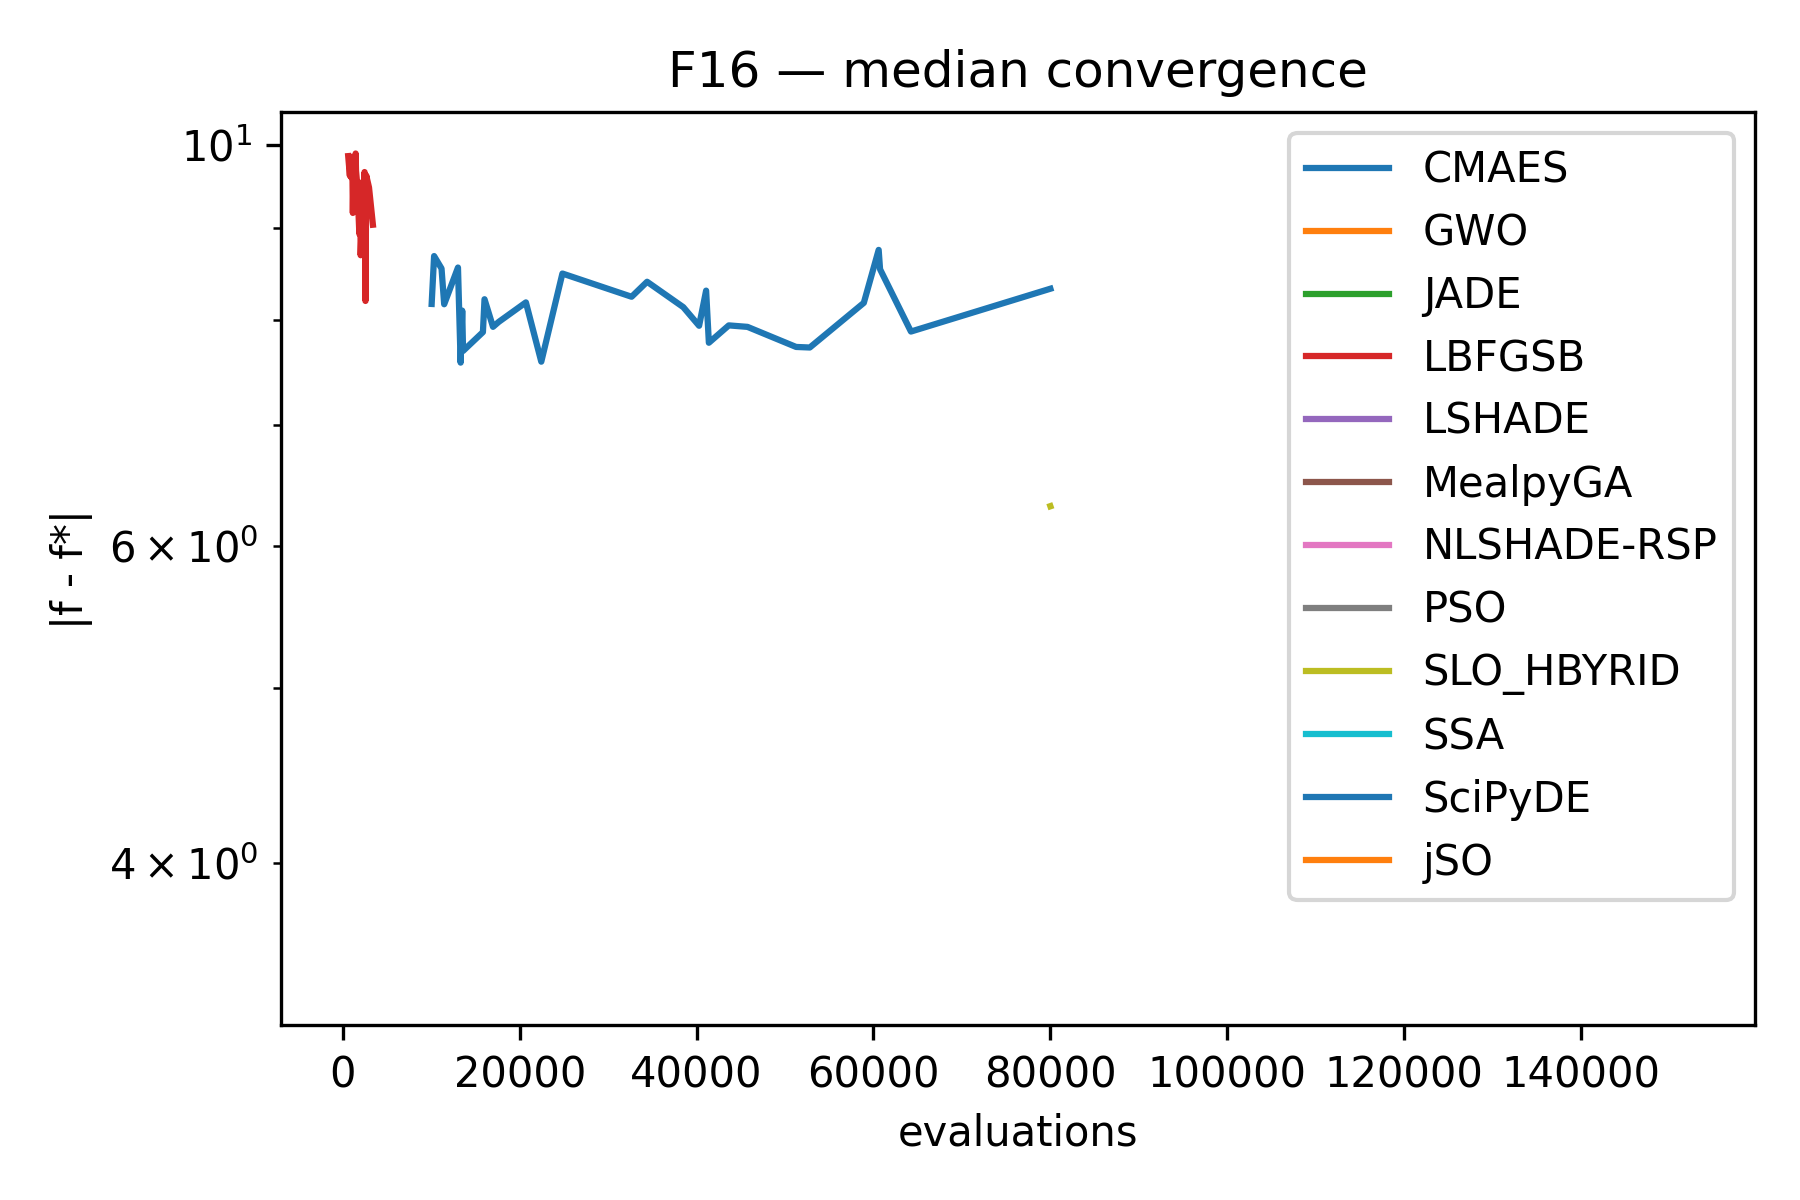 F16 — median convergence
10¹
6 × 10⁰
4 × 10⁰
|f - f*|
0 20000 40000 60000 80000 100000 120000 140000
evaluations
CMAES
GWO
JADE
LBFGSB
LSHADE
MealpyGA
NLSHADE-RSP
PSO
SLO_HBYRID
SSA
SciPyDE
jSO